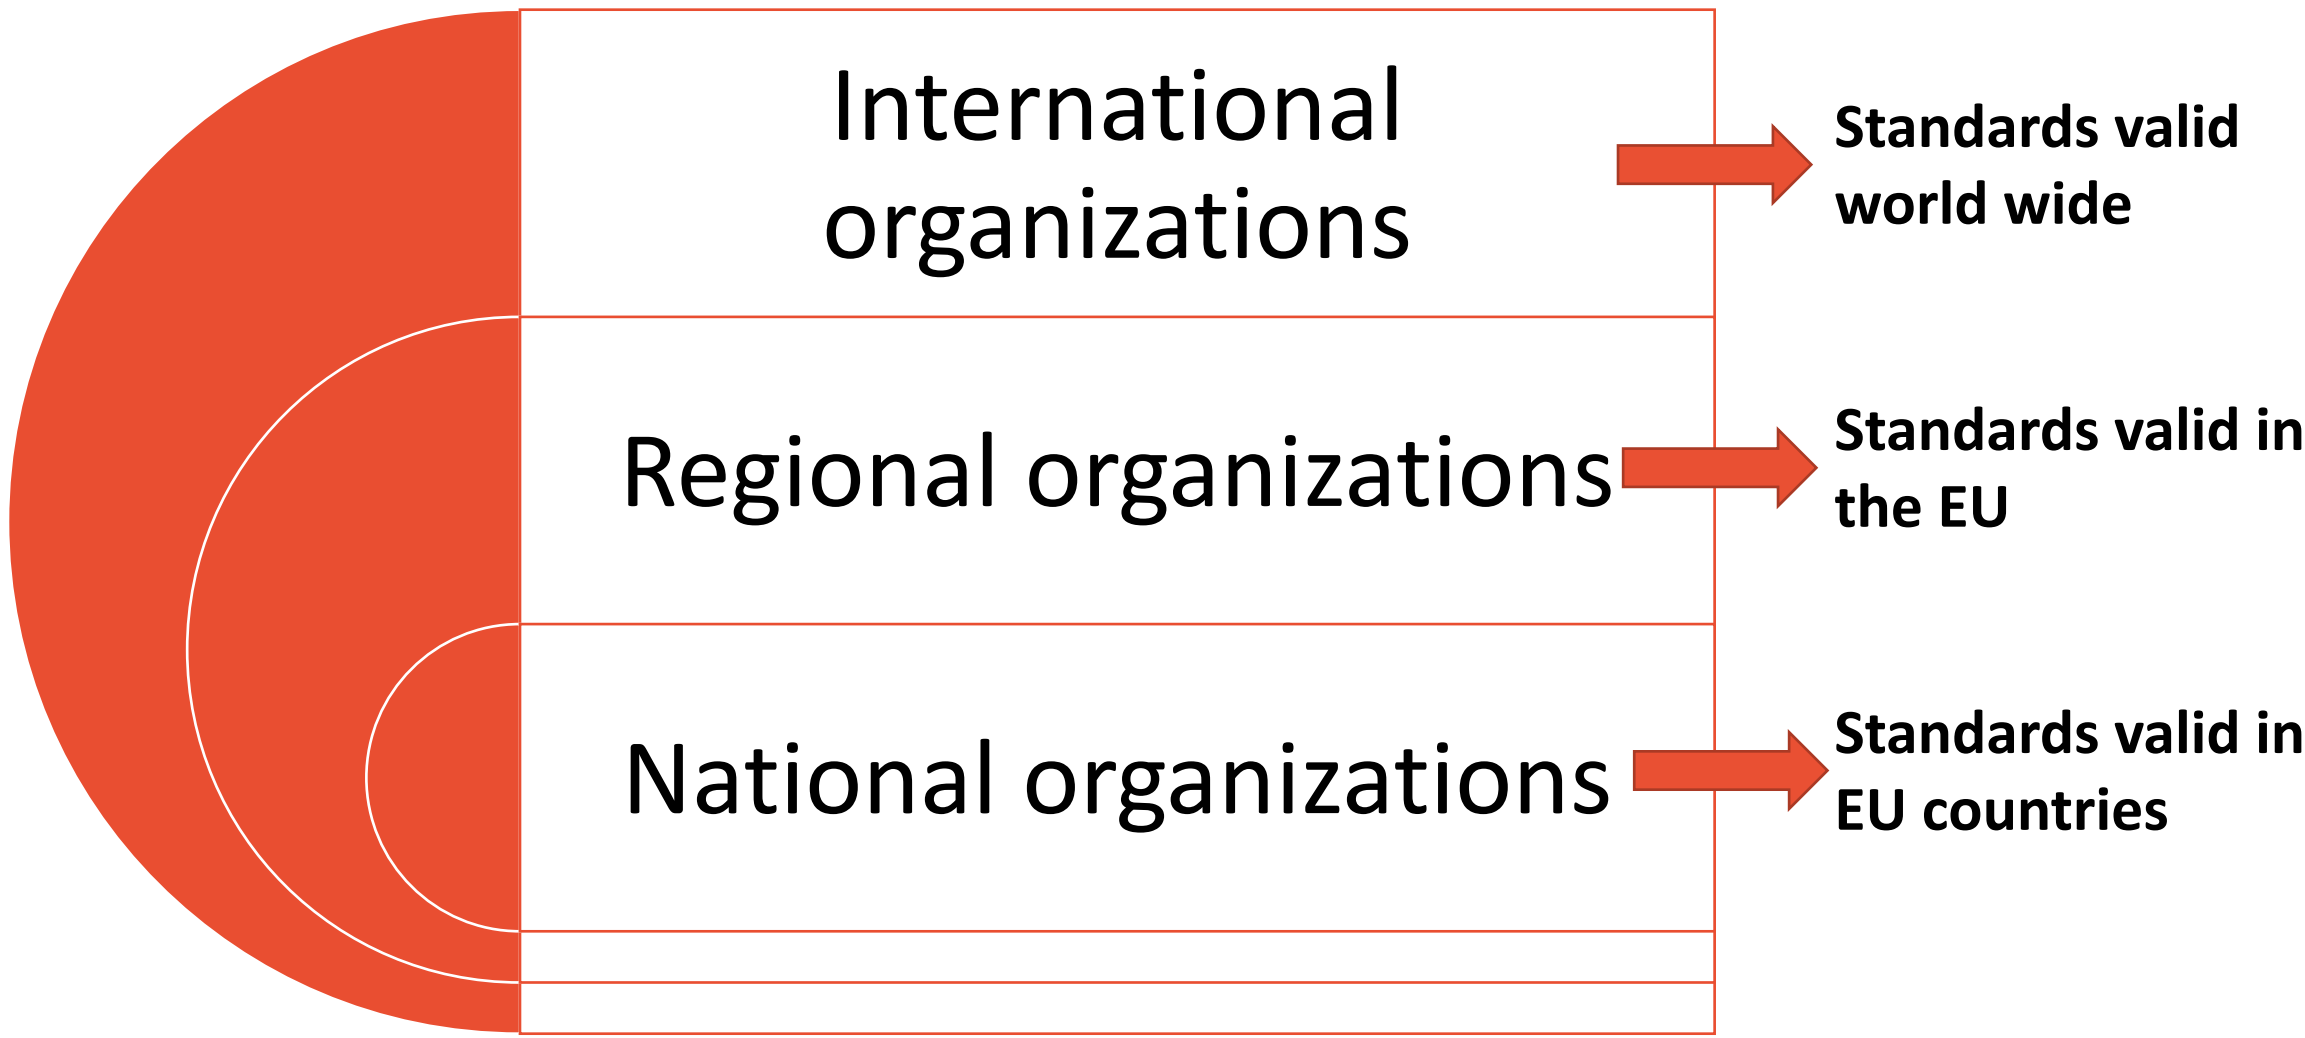 International
organizations
Standards valid
world wide
Regional organizations
Standards valid in
the EU
National organizations
Standards valid in
EU countries